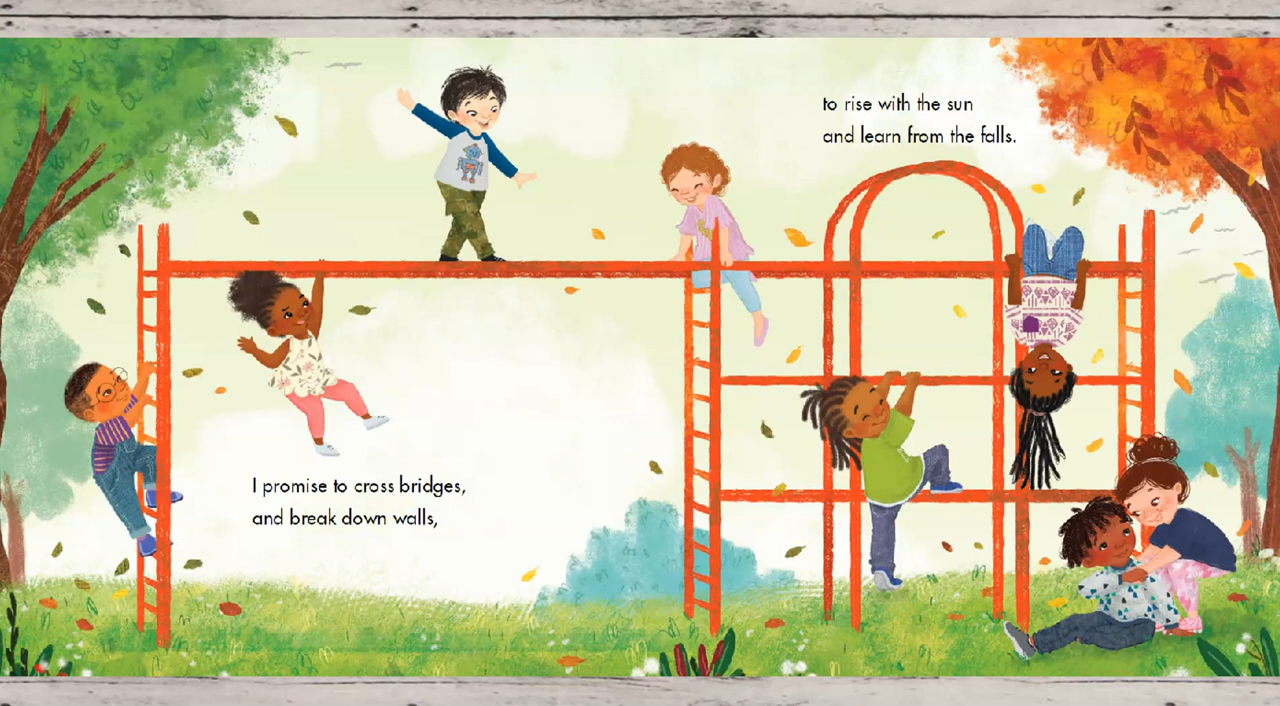 I promise to cross bridges,
and break down walls,
to rise with the sun
and learn from the falls.